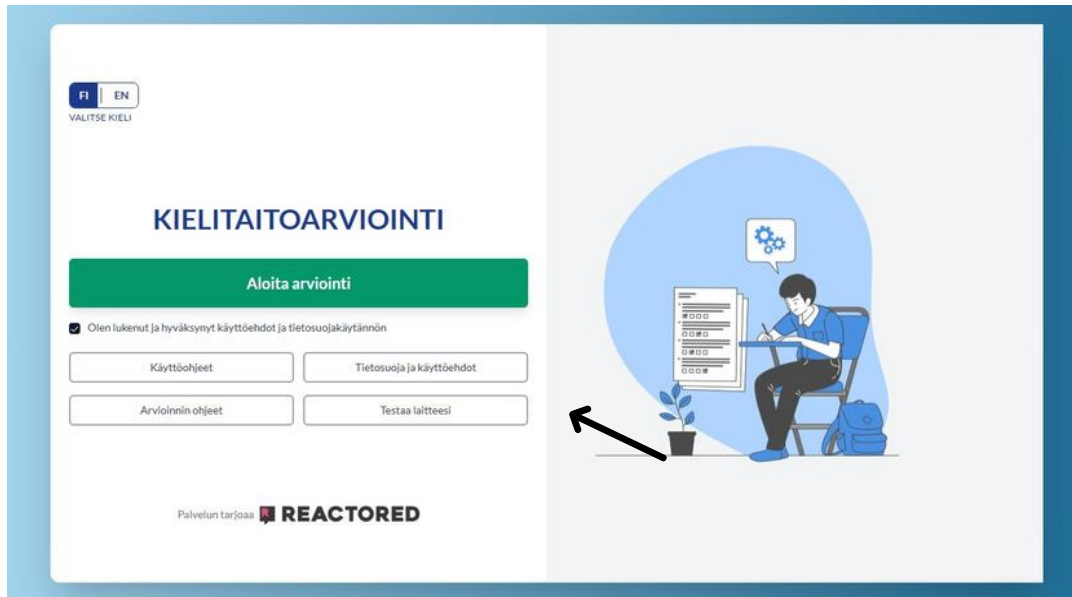 FI | EN
VALITSE KIELI
KIELITAITOARVIOINTI
Aloita arviointi
Olen lukenut ja hyväksynyt käyttöehdot ja tietosuojakäytännön
Käyttöohjeet
Tietosuoja ja käyttöehdot
Arvioinnin ohjeet
Testaa laitteesi
Palvelun tarjoaa REACTORED